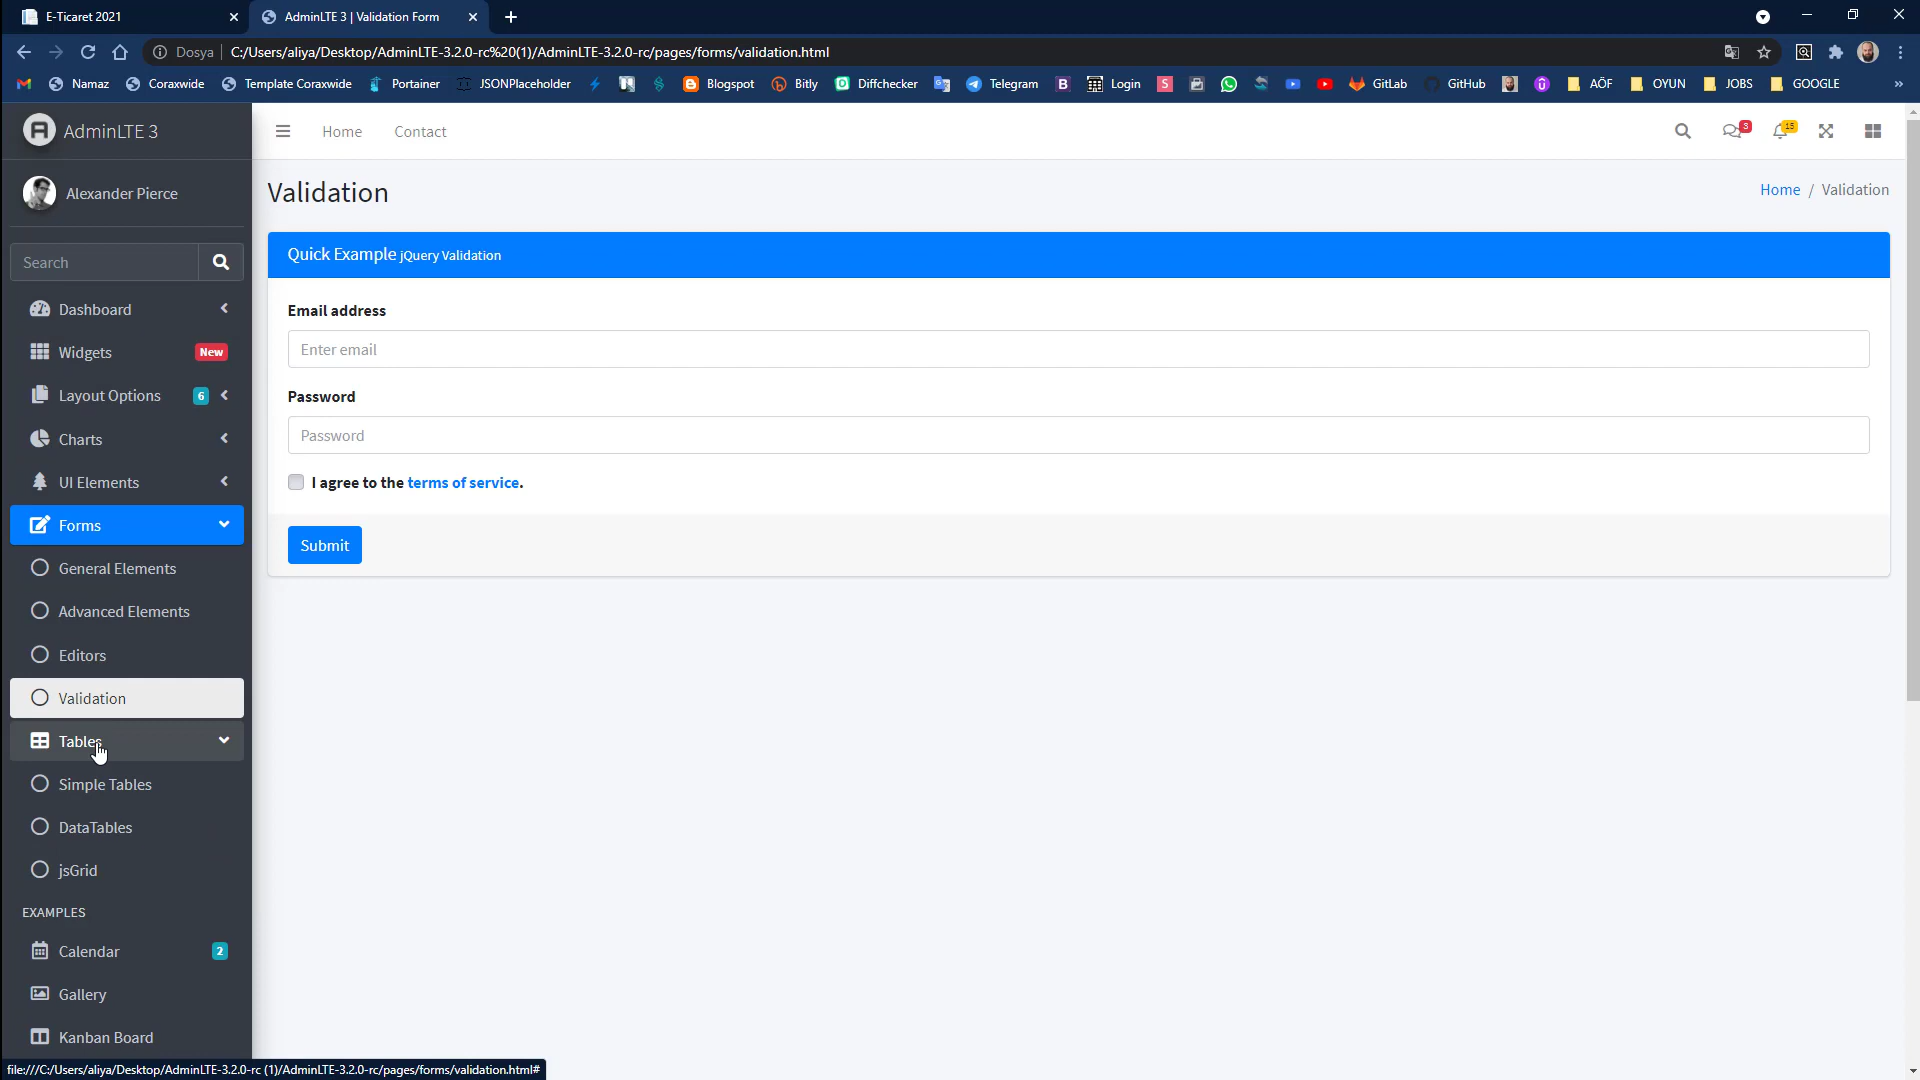 E-Ticaret 2021
AdminLTE 3 | Validation Form
Dosya C:/Users/aliya/Desktop/AdminLTE-3.2.0-rc%20(1)/AdminLTE-3.2.0-rc/pages/forms/validation.html
Namaz Coraxwide Template Coraxwide Portainer JSONPlaceholder Blogspot Bitly Diffchecker Telegram B Login S GitLab GitHub AÖF OYUN JOBS GOOGLE »
AdminLTE 3
Home Contact
3
15
Alexander Pierce
Validation
Home / Validation
Search
Quick Example jQuery Validation
Email address
Enter email
Password
Password
I agree to the terms of service.
Submit
Dashboard
Widgets New
Layout Options 6
Charts
UI Elements
Forms
General Elements
Advanced Elements
Editors
Validation
Tables
Simple Tables
DataTables
jsGrid
EXAMPLES
Calendar 2
Gallery
Kanban Board
file:///C:/Users/aliya/Desktop/AdminLTE-3.2.0-rc (1)/AdminLTE-3.2.0-rc/pages/forms/validation.html#